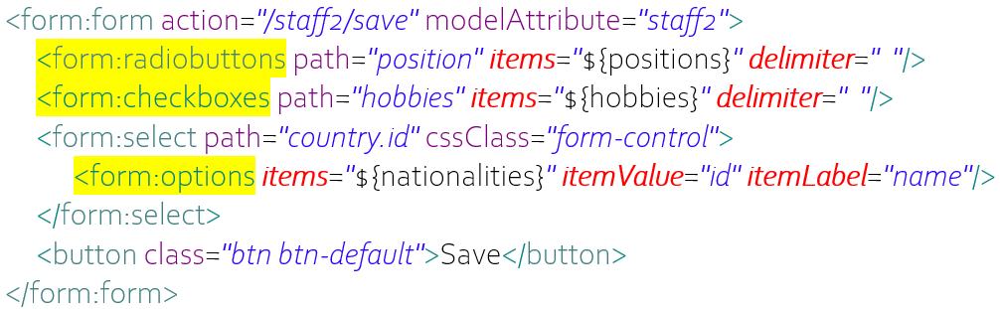 <form:form action="/staff2/save" modelAttribute="staff2">
<form:radiobuttons path="position" items="${positions}" delimiter="  "/>
<form:checkboxes path="hobbies" items="${hobbies}" delimiter="  "/>
<form:select path="country.id" cssClass="form-control">
<form:options items="${nationalities}" itemValue="id" itemLabel="name"/>
</form:select>
<button class="btn btn-default">Save</button>
</form:form>